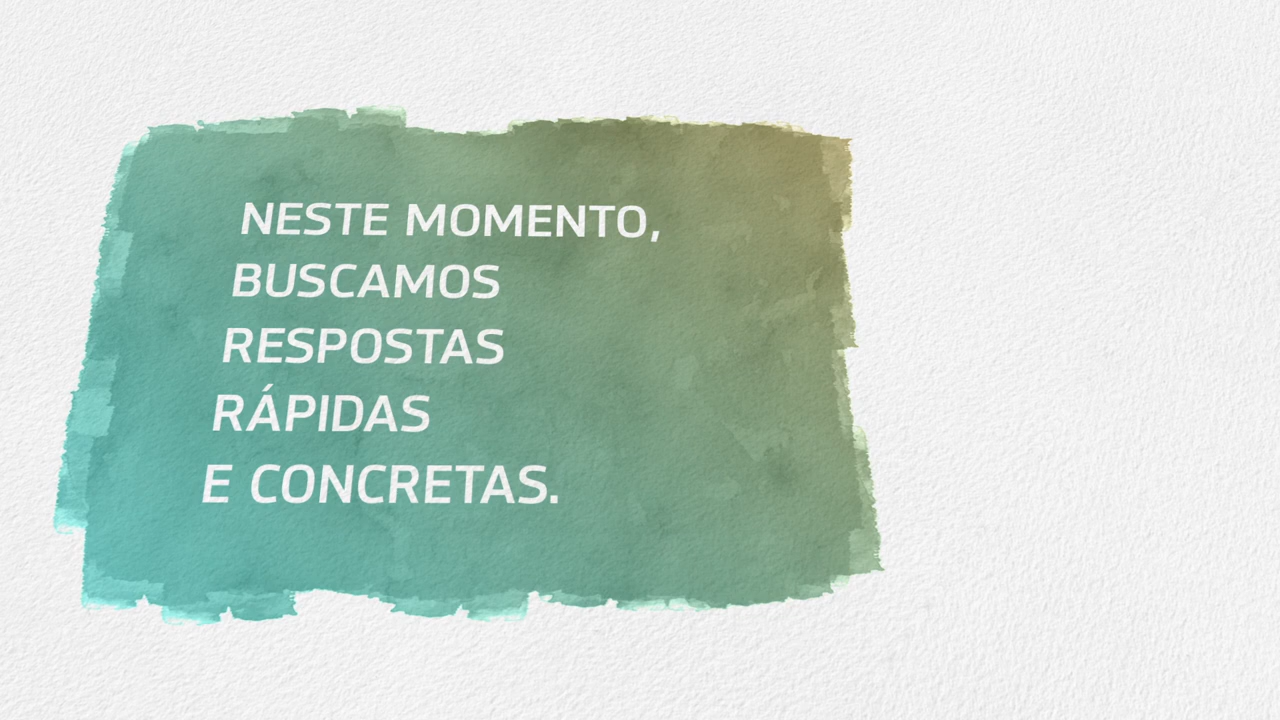 NESTE MOMENTO,
BUSCAMOS
RESPOSTAS
RÁPIDAS
E CONCRETAS.